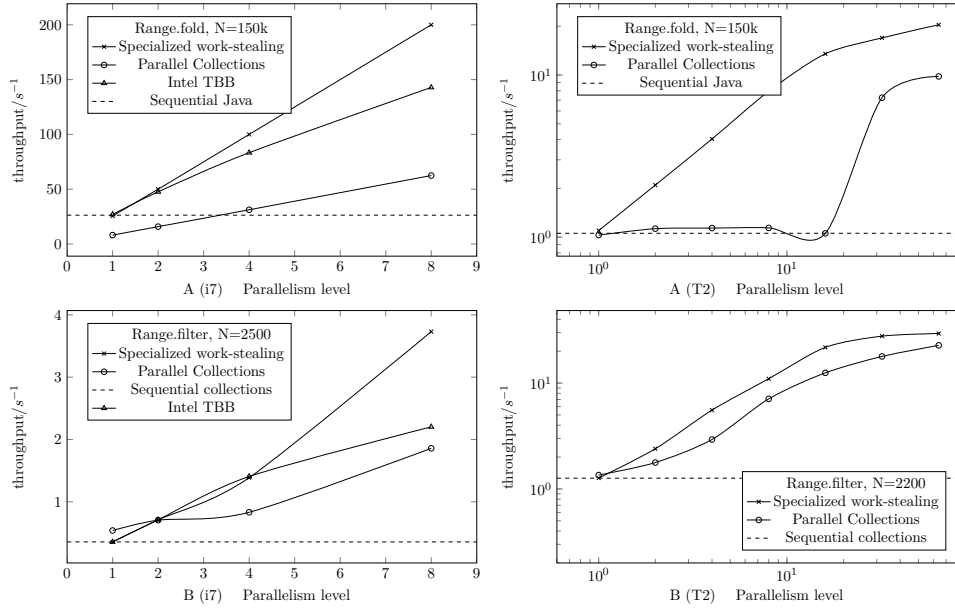 200
150
100
50
0
throughput/s⁻¹
Range.fold, N=150k
Specialized work-stealing
Parallel Collections
Intel TBB
Sequential Java
0 1 2 3 4 5 6 7 8 9
A (i7) Parallelism level
10¹
10⁰
throughput/s⁻¹
Range.fold, N=150k
Specialized work-stealing
Parallel Collections
Sequential Java
10⁰ 10¹
A (T2) Parallelism level
4
3
2
1
throughput/s⁻¹
Range.filter, N=2500
Specialized work-stealing
Parallel Collections
Sequential collections
Intel TBB
0 1 2 3 4 5 6 7 8 9
B (i7) Parallelism level
10¹
10⁰
throughput/s⁻¹
Range.filter, N=2200
Specialized work-stealing
Parallel Collections
Sequential collections
10⁰ 10¹
B (T2) Parallelism level